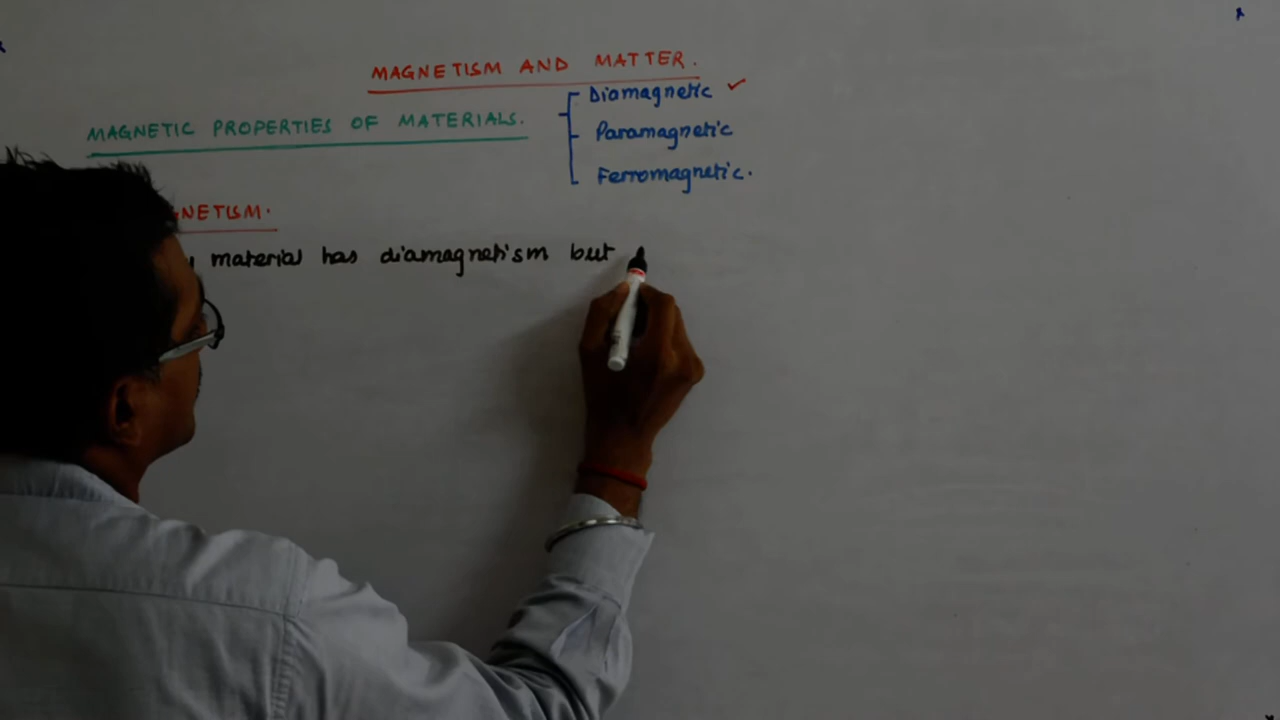 MAGNETISM AND MATTER.
MAGNETIC PROPERTIES OF MATERIALS.
Diamagnetic ✓
Paramagnetic
Ferromagnetic.
NETISM.
material has diamagnetism but